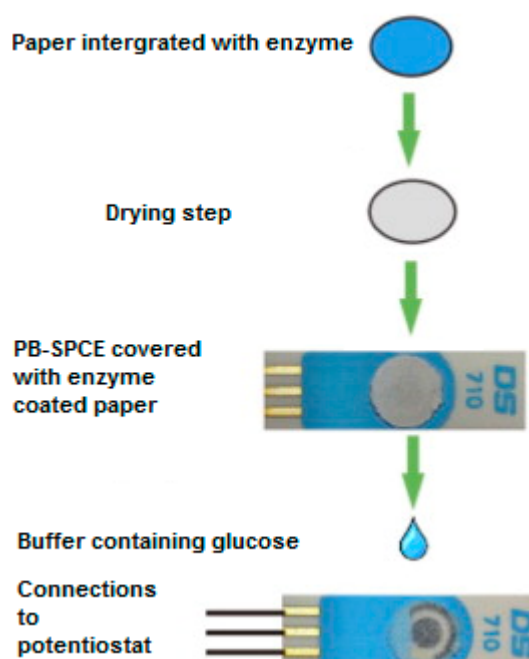 Paper intergrated with enzyme
Drying step
PB-SPCE covered
with enzyme
coated paper
DS
710
Buffer containing glucose
Connections
to
potentiostat
DS
710